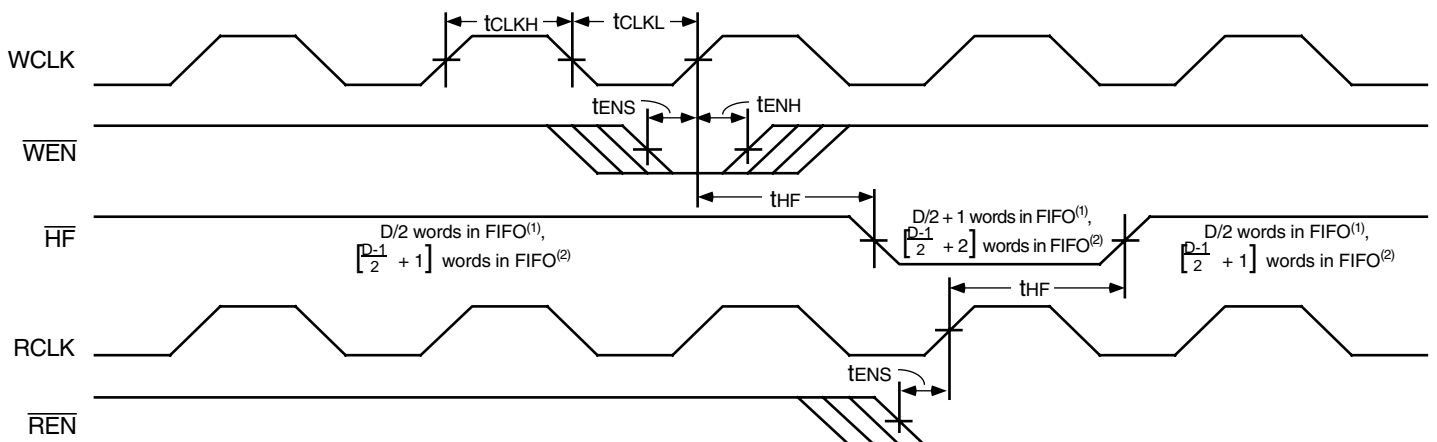 tCLKH
tCLKL
WCLK
tENS
tENH
WEN
tHF
HF
D/2 words in FIFO(1),
[D-1/2 + 1] words in FIFO(2)
D/2 + 1 words in FIFO(1),
[D-1/2 + 2] words in FIFO(2)
D/2 words in FIFO(1),
[D-1/2 + 1] words in FIFO(2)
tHF
RCLK
tENS
REN